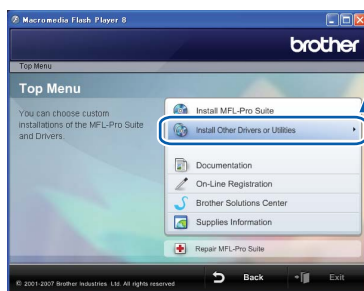 Macromedia Flash Player 8
brother
Top Menu
Top Menu
You can choose custom
installations of the MFL-Pro Suite
and Drivers.
Install MFL-Pro Suite
Install Other Drivers or Utilities
Documentation
On-Line Registration
Brother Solutions Center
Supplies Information
Repair MFL-Pro Suite
© 2001-2007 Brother Industries Ltd. All rights reserved
Back
Exit